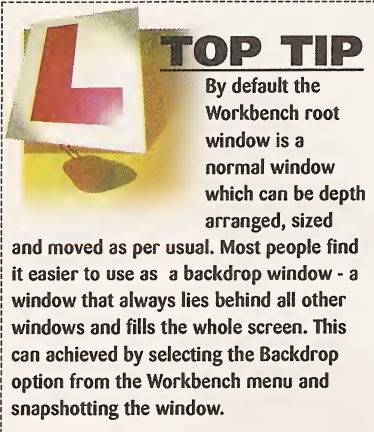 L
TOP TIP
By default the
Workbench root
window is a
normal window
which can be depth
arranged, sized
and moved as per usual. Most people find
it easier to use as a backdrop window - a
window that always lies behind all other
windows and fills the whole screen. This
can achieved by selecting the Backdrop
option from the Workbench menu and
snapshotting the window.